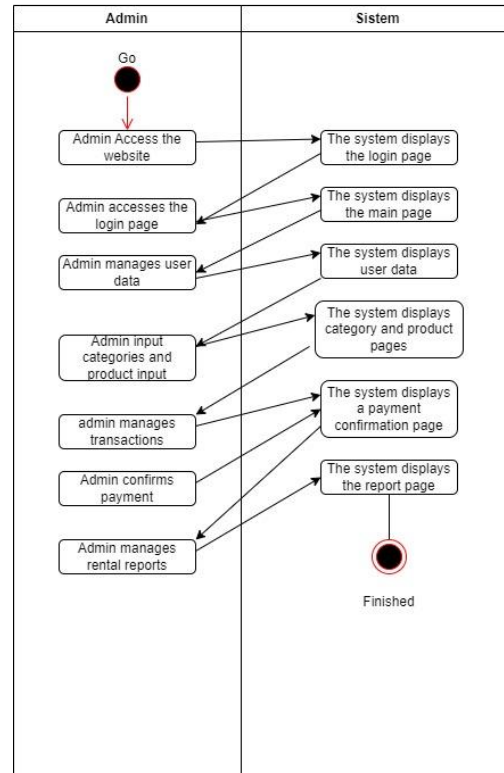 Admin
Sistem
Go
Admin Access the
website
The system displays
the login page
Admin accesses the
login page
The system displays
the main page
Admin manages user
data
The system displays
user data
Admin input
categories and
product input
The system displays
category and product
pages
admin manages
transactions
The system displays
a payment
confirmation page
Admin confirms
payment
The system displays
the report page
Admin manages
rental reports
Finished